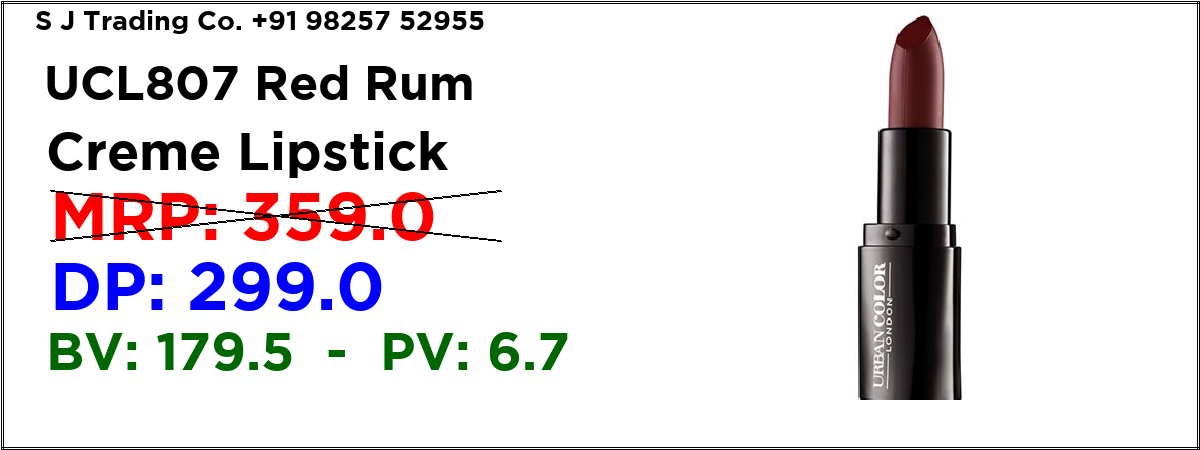 S J Trading Co. +91 98257 52955
UCL807 Red Rum
Creme Lipstick
MRP: 359.0
DP: 299.0
BV: 179.5 - PV: 6.7
URBAN COLOR
LONDON